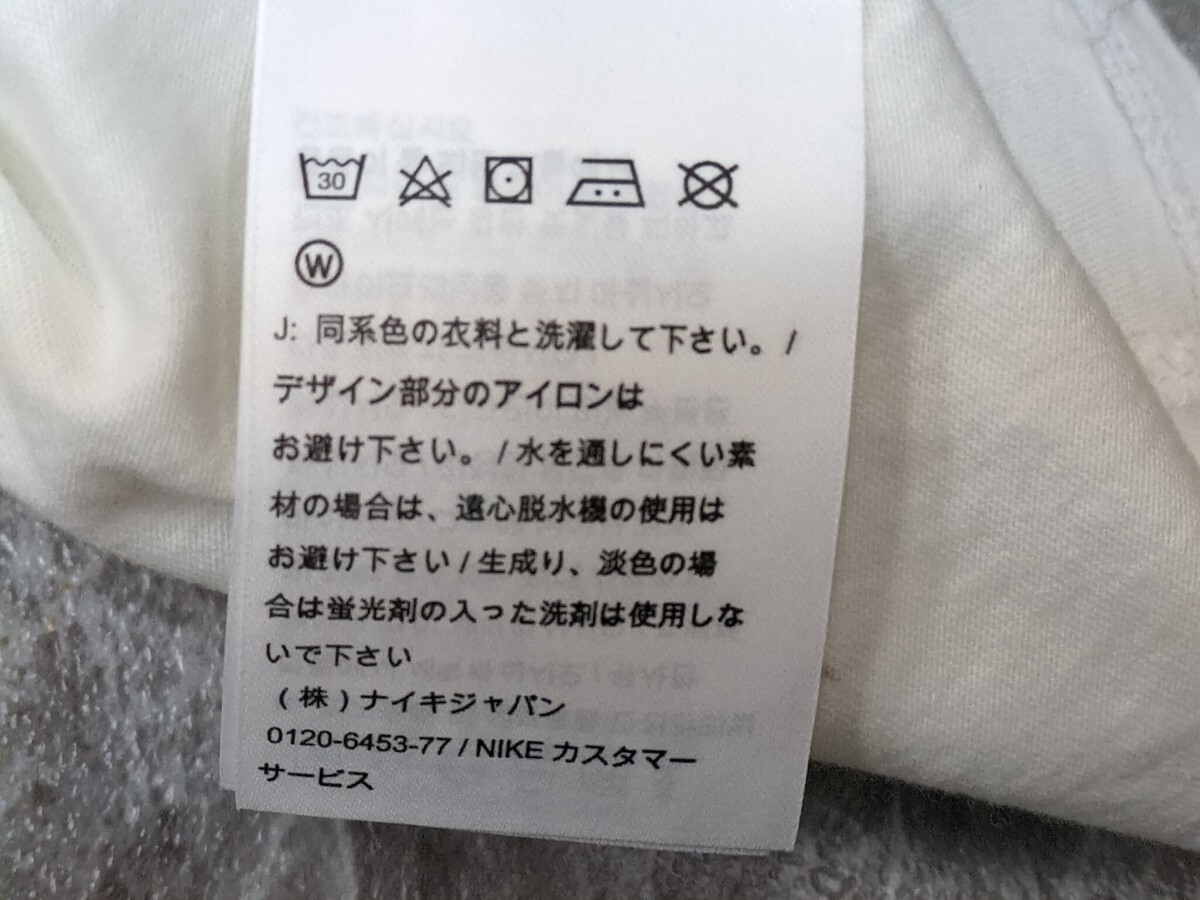 30
W
J: 同系色の衣料と洗濯して下さい。/
デザイン部分のアイロンは
お避け下さい。/ 水を通しにくい素
材の場合は、遠心脱水機の使用は
お避け下さい / 生成り、淡色の場
合は蛍光剤の入った洗剤は使用しな
いで下さい
(株)ナイキジャパン
0120-6453-77 / NIKE カスタマー
サービス